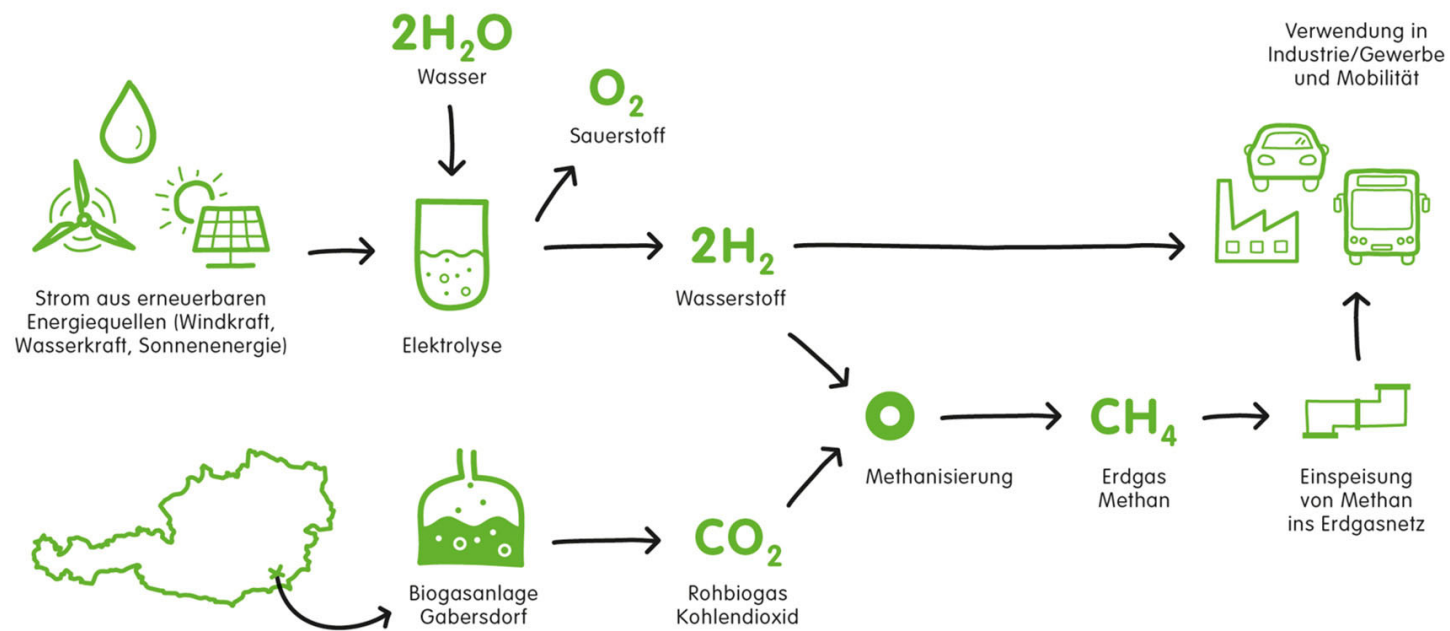 2H₂O
Wasser
O₂
Sauerstoff
Verwendung in
Industrie/Gewerbe
und Mobilität
Strom aus erneuerbaren
Energiequellen (Windkraft,
Wasserkraft, Sonnenenergie)
Elektrolyse
2H₂
Wasserstoff
Methanisierung
CH₄
Erdgas
Methan
Einspeisung
von Methan
ins Erdgasnetz
Biogasanlage
Gabersdorf
CO₂
Rohbiogas
Kohlendioxid